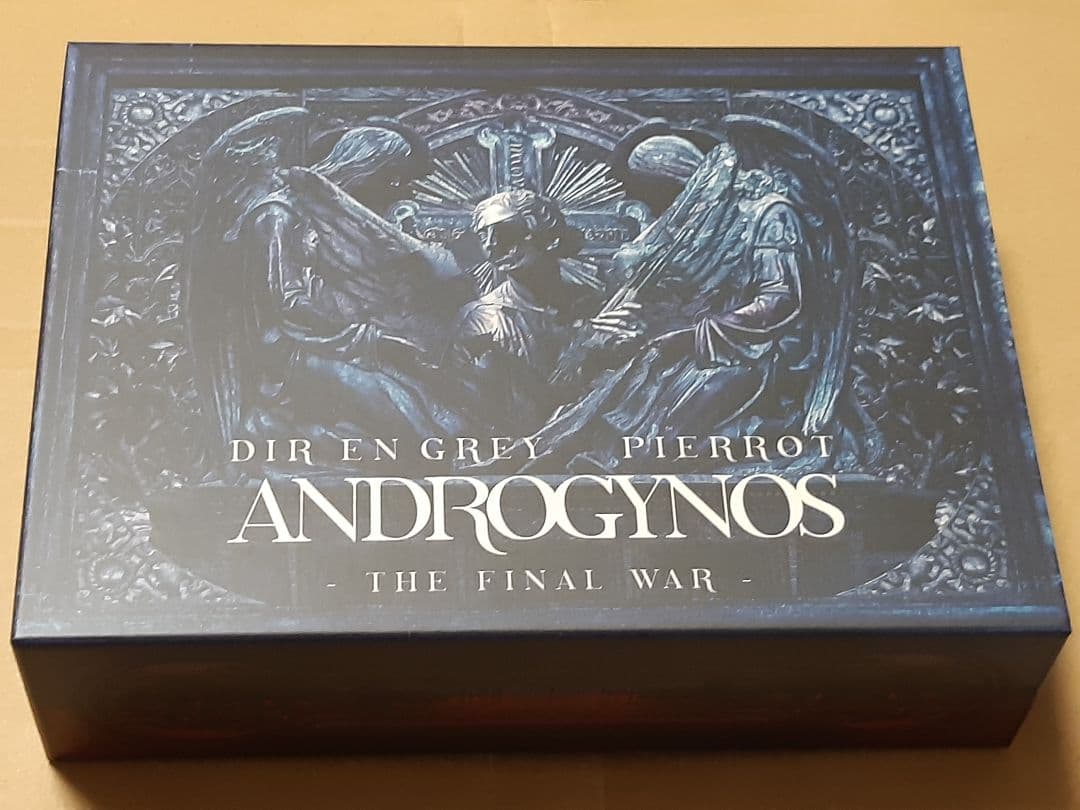 DIR EN GREY PIERROT
ANDROGYNOS
- THE FINAL WAR -